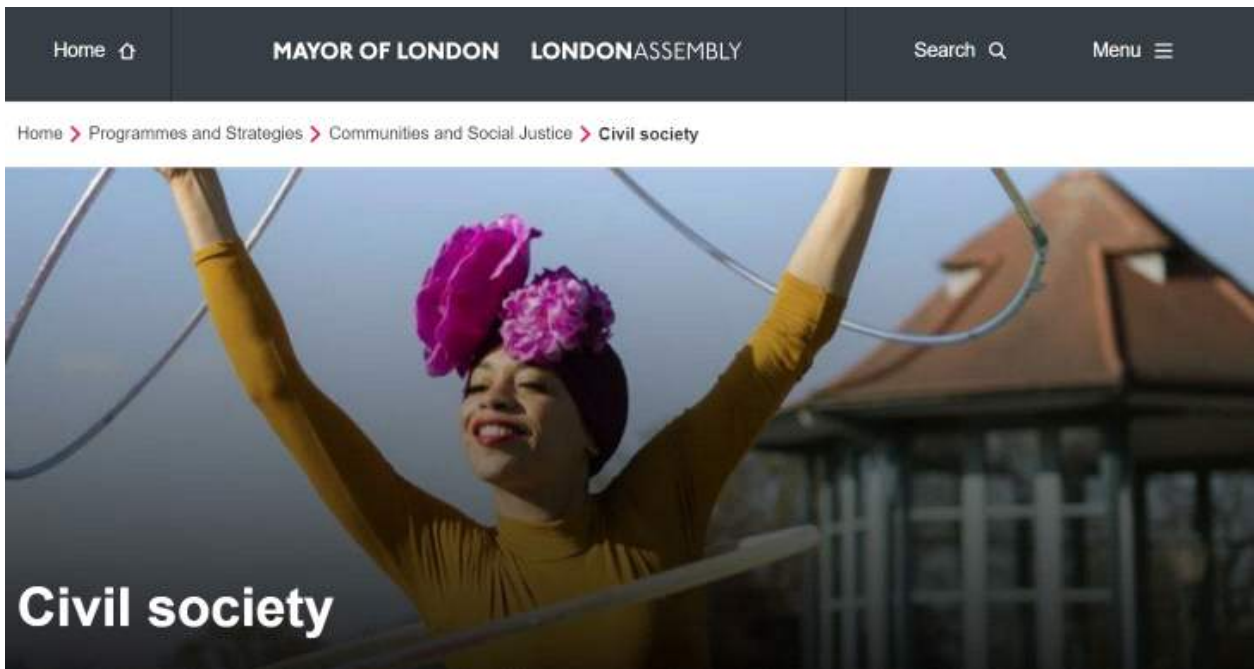 Home MAYOR OF LONDON LONDONASSEMBLY Search Menu
Home > Programmes and Strategies > Communities and Social Justice > Civil society
Civil society